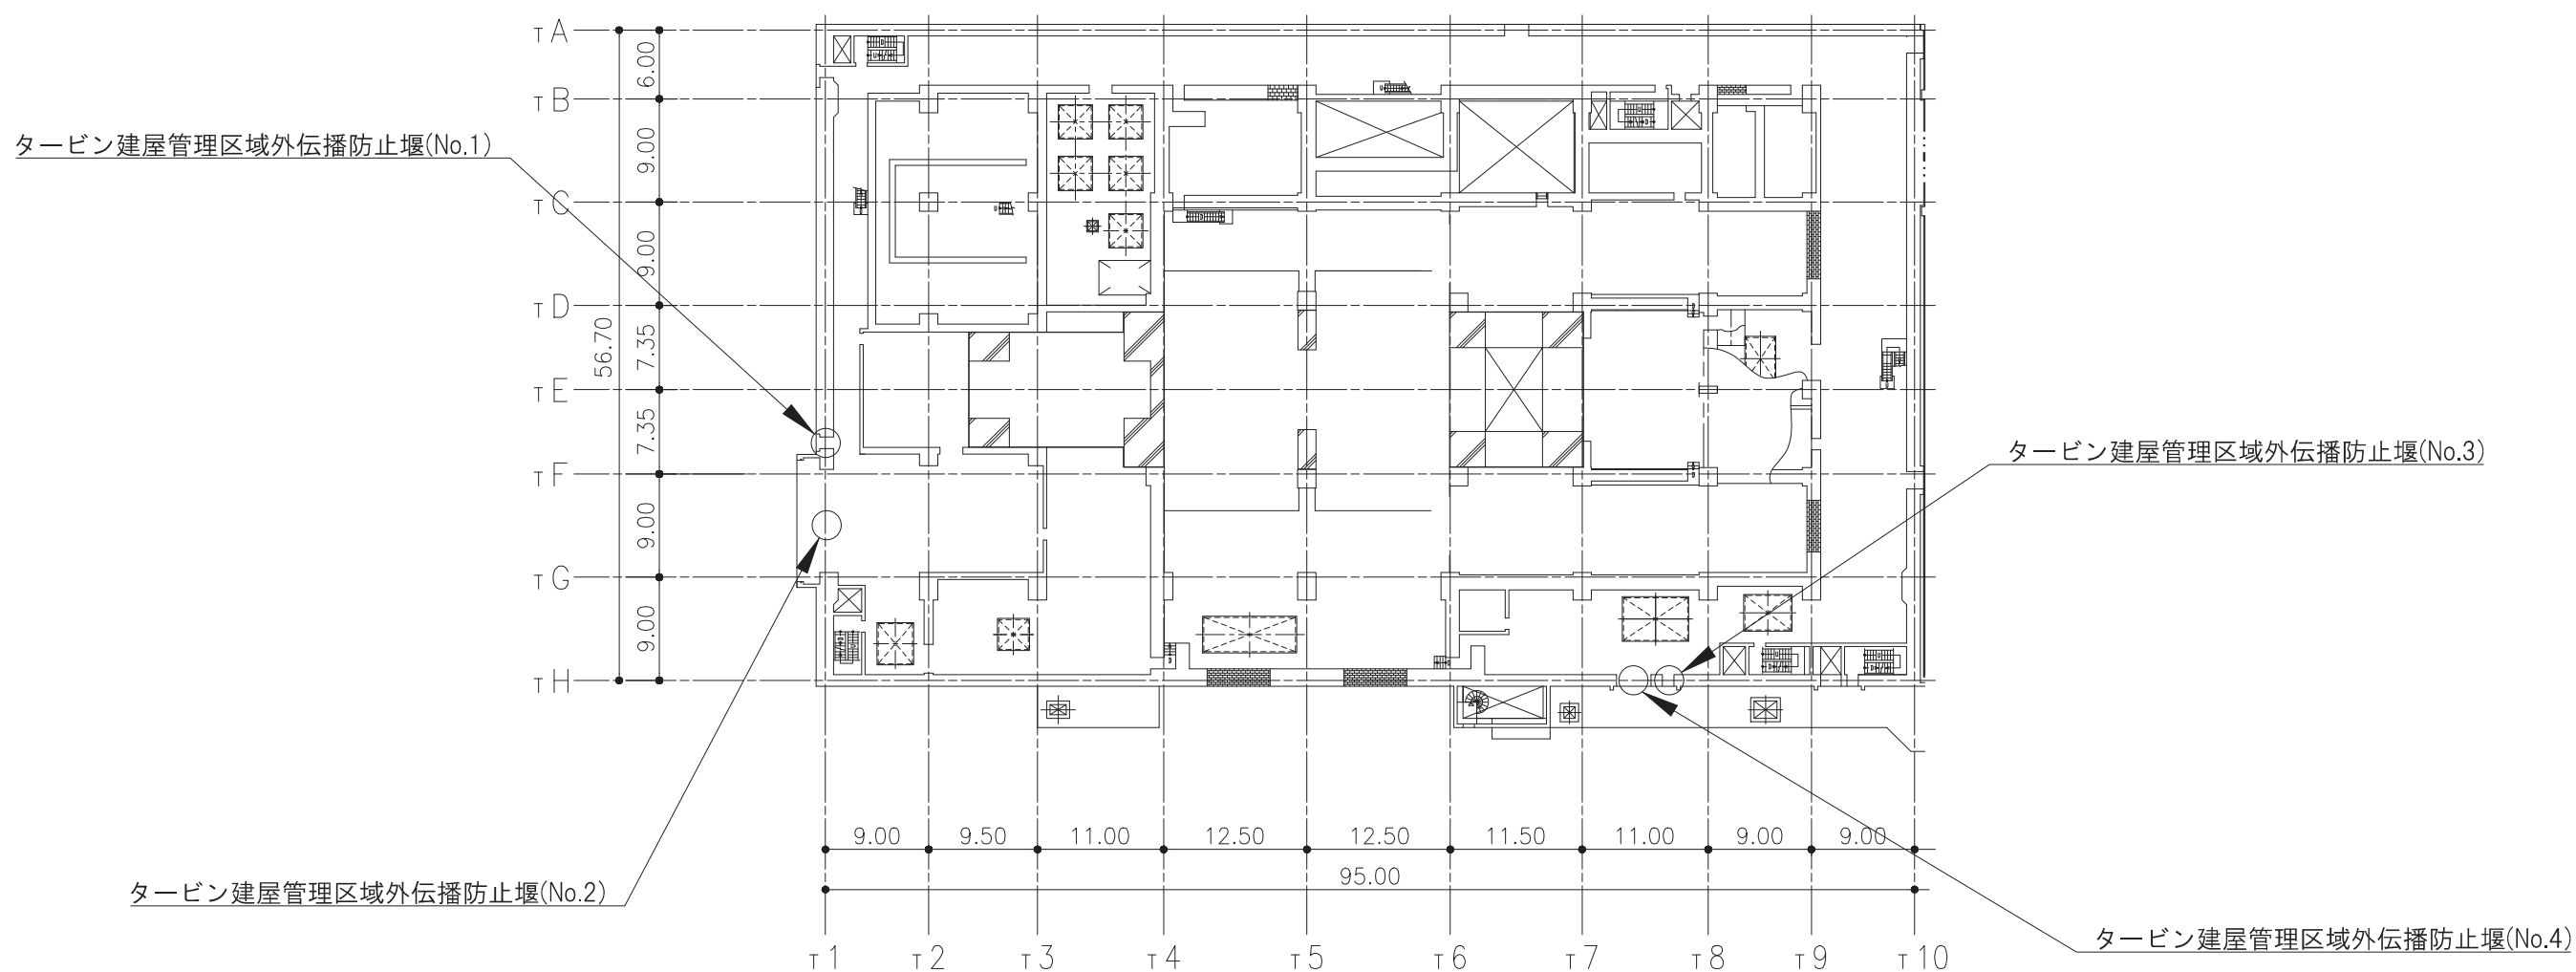 TA
6.00
TB
タービン建屋管理区域外伝播防止堰(No.1)
9.00
TC
9.00
TD
56.70
7.35
TE
7.35
タービン建屋管理区域外伝播防止堰(No.3)
TF
9.00
TG
9.00
TH
9.00 9.50 11.00 12.50 12.50 11.50 11.00 9.00 9.00
95.00
タービン建屋管理区域外伝播防止堰(No.2)
タービン建屋管理区域外伝播防止堰(No.4)
T1 T2 T3 T4 T5 T6 T7 T8 T9 T10